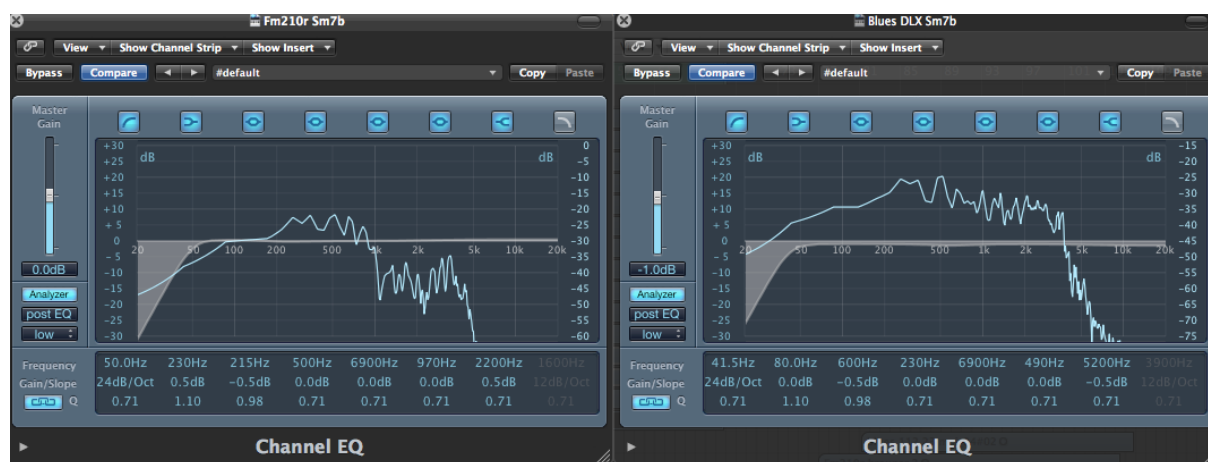 Fm210r Sm7b
View Show Channel Strip Show Insert
Bypass Compare #default Copy Paste
Master
Gain
+30 dB dB 0
+25 -5
+20 -10
+15 -15
+10 -20
+ 5 -25
0 -30
20 50 100 200 500 1k 2k 5k 10k 20k
- 5 -35
-10 -40
-15 -45
-20 -50
-25 -55
-30 -60
0.0dB
Analyzer
post EQ
low
Frequency 50.0Hz 230Hz 215Hz 500Hz 6900Hz 970Hz 2200Hz 1600Hz
Gain/Slope 24dB/Oct 0.5dB -0.5dB 0.0dB 0.0dB 0.0dB 0.5dB 12dB/Oct
Q 0.71 1.10 0.98 0.71 0.71 0.71 0.71 0.71
Channel EQ
Blues DLX Sm7b
View Show Channel Strip Show Insert
Bypass Compare #default Copy Paste
Master
Gain
+30 dB dB -15
+25 -20
+20 -25
+15 -30
+10 -35
+ 5 -40
0 -45
20 50 100 200 500 1k 2k 5k 10k 20k
- 5 -50
-10 -55
-15 -60
-20 -65
-25 -70
-30 -75
-1.0dB
Analyzer
post EQ
low
Frequency 41.5Hz 80.0Hz 600Hz 230Hz 6900Hz 490Hz 5200Hz 3900Hz
Gain/Slope 24dB/Oct 0.0dB -0.5dB 0.0dB 0.0dB 0.0dB -0.5dB 12dB/Oct
Q 0.71 1.10 0.98 0.71 0.71 0.71 0.71 0.71
Channel EQ